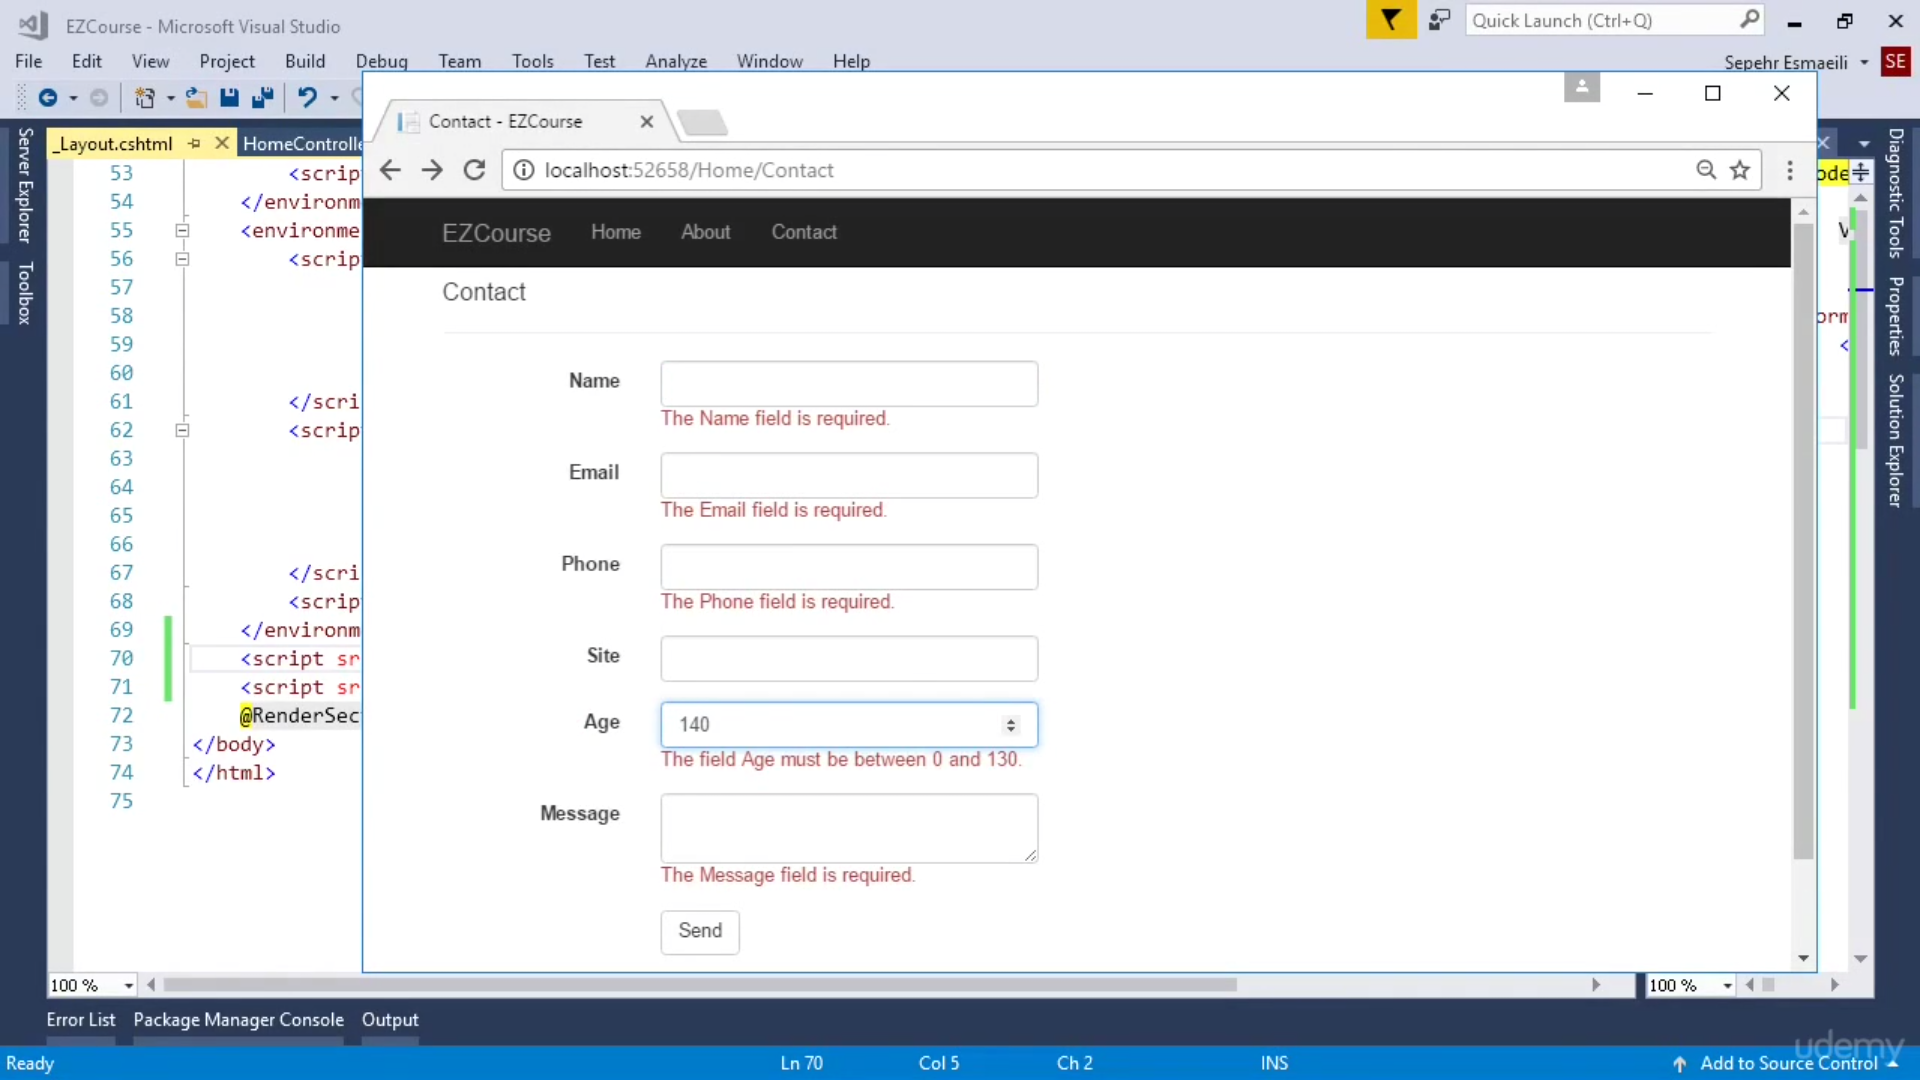 EZCourse - Microsoft Visual Studio
Quick Launch (Ctrl+Q)
File Edit View Project Build Debug Team Tools Test Analyze Window Help
Sepehr Esmaeili SE
_Layout.cshtml
HomeControlle
Server Explorer
Toolbox
53 <scrip
54 </environm
55 <environme
56 <scrip
57
58
59
60
61 </scri
62 <scrip
63
64
65
66
67 </scri
68 <scrip
69 </environm
70 <script sr
71 <script sr
72 @RenderSec
73 </body>
74 </html>
75
Contact - EZCourse
localhost:52658/Home/Contact
EZCourse Home About Contact
Contact
Name
The Name field is required.
Email
The Email field is required.
Phone
The Phone field is required.
Site
Age 140
The field Age must be between 0 and 130.
Message
The Message field is required.
Send
ode
V
orm
<
Diagnostic Tools
Properties
Solution Explorer
100 %
100 %
Error List Package Manager Console Output
udemy
Ready Ln 70 Col 5 Ch 2 INS Add to Source Control